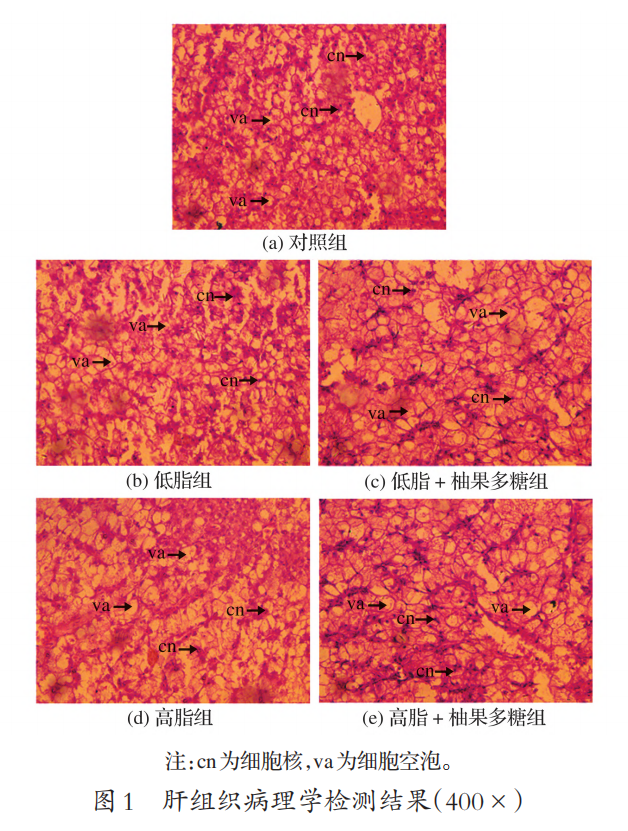 cn
cn
va
va
(a) 对照组
cn
va
va
cn
cn
va
cn
va
(b) 低脂组 (c) 低脂 + 柚果多糖组
va
va
cn
cn
va
va
cn
cn
(d) 高脂组 (e) 高脂 + 柚果多糖组
注:cn为细胞核,va为细胞空泡。
图1 肝组织病理学检测结果(400×)